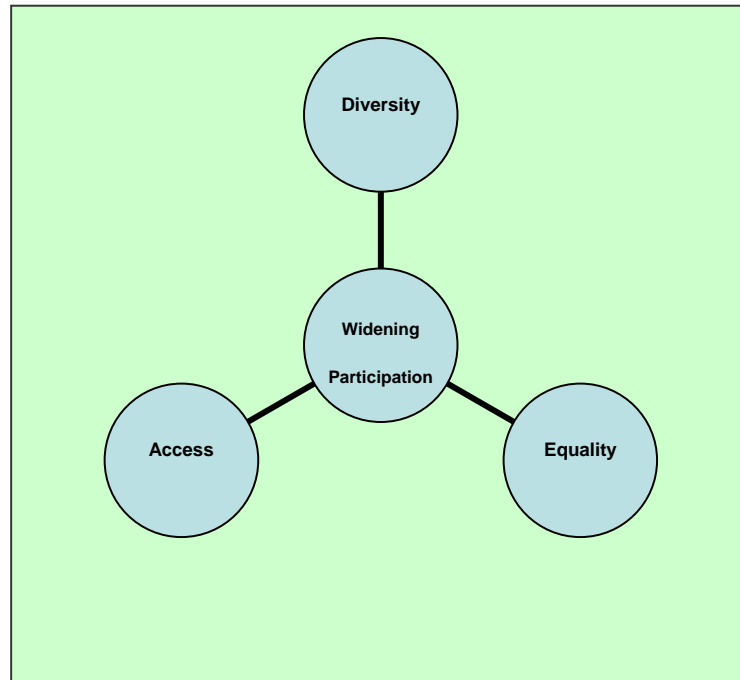 Diversity
Widening
Participation
Access
Equality